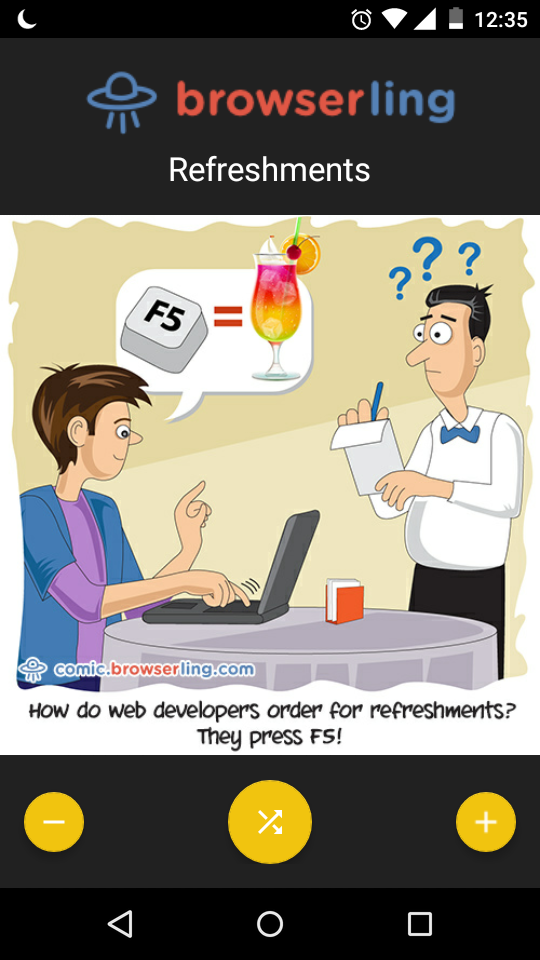 12:35
browserling
Refreshments
? ? ?
F5 =
comic.browserling.com
How do web developers order for refreshments?
They press F5!